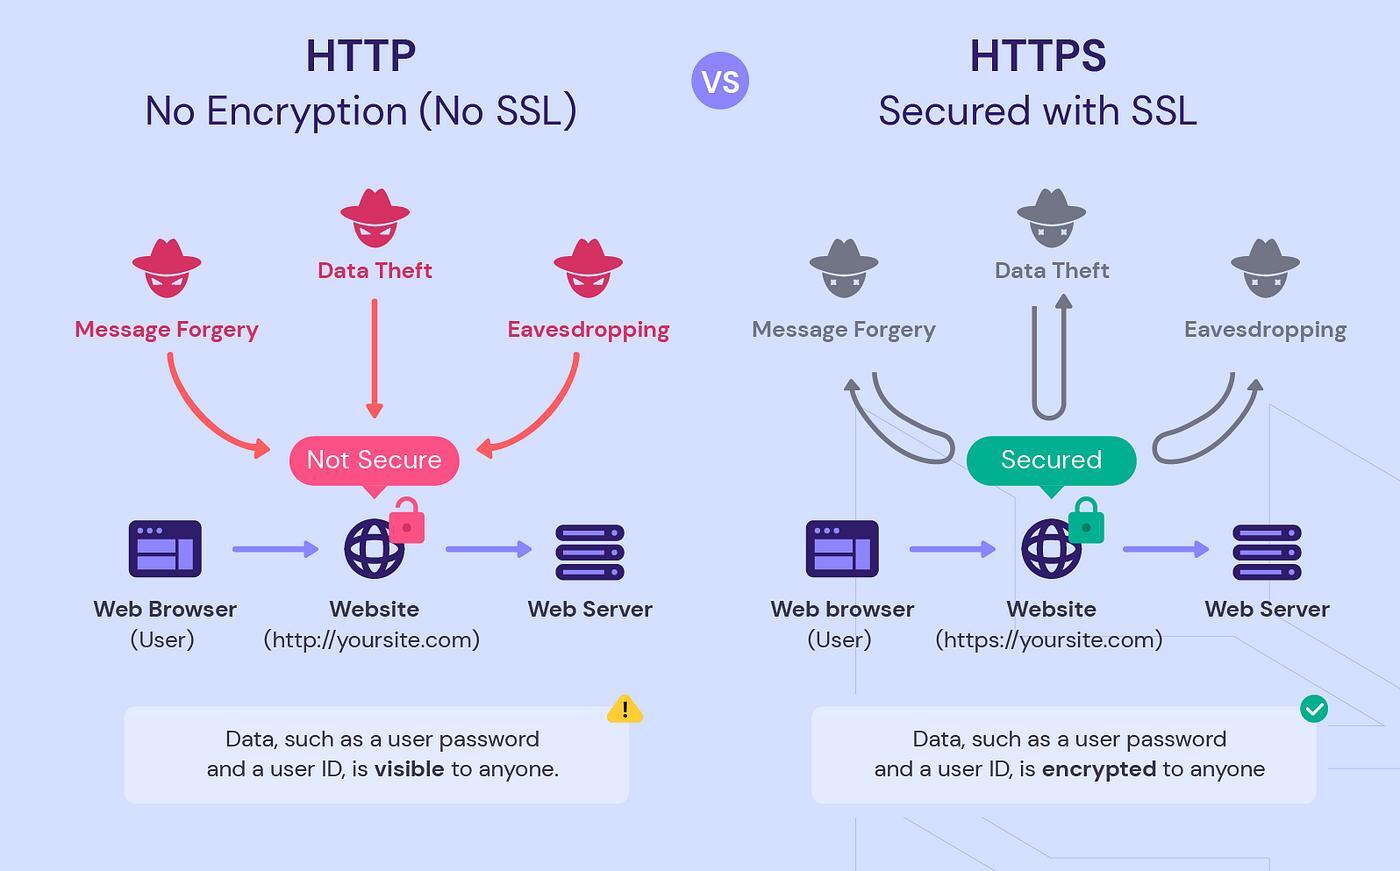 HTTP
No Encryption (No SSL)
VS
HTTPS
Secured with SSL
Data Theft
Message Forgery
Eavesdropping
Not Secure
Web Browser
(User)
Website
(http://yoursite.com)
Web Server
Data, such as a user password
and a user ID, is visible to anyone.
Data Theft
Message Forgery
Eavesdropping
Secured
Web browser
(User)
Website
(https://yoursite.com)
Web Server
Data, such as a user password
and a user ID, is encrypted to anyone